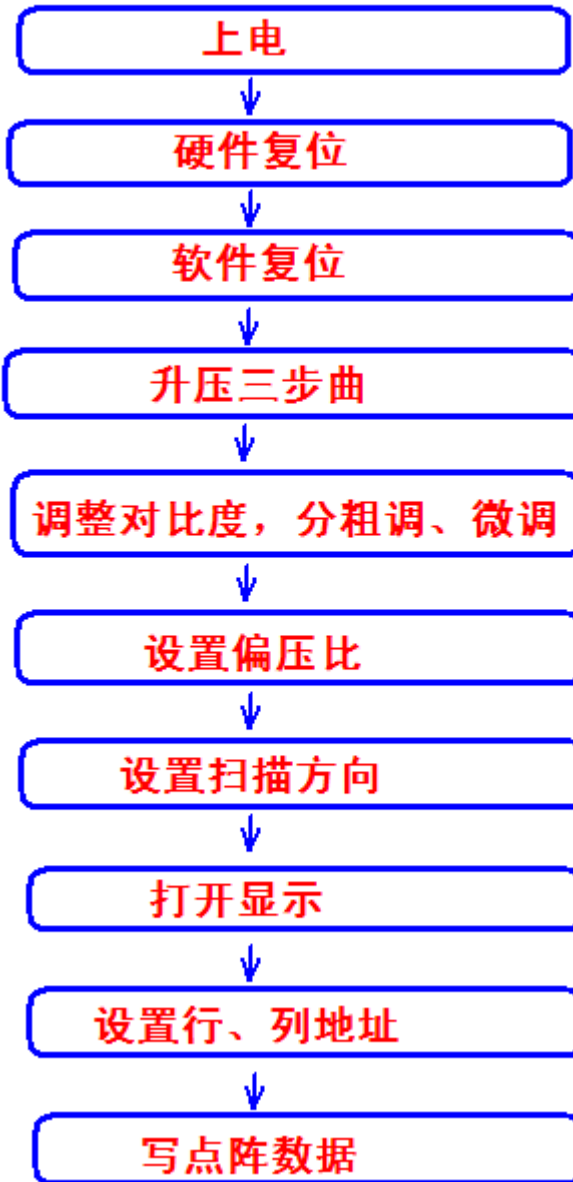 上电
硬件复位
软件复位
升压三步曲
调整对比度，分粗调、微调
设置偏压比
设置扫描方向
打开显示
设置行、列地址
写点阵数据